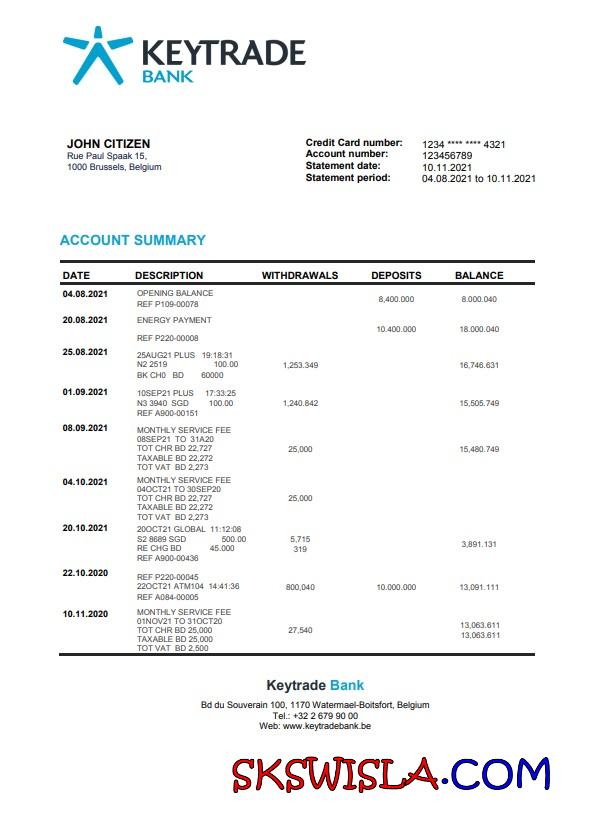 KEYTRADE
BANK
JOHN CITIZEN
Rue Paul Spaak 15,
1000 Brussels, Belgium
Credit Card number: 1234 **** **** 4321
Account number: 123456789
Statement date: 10.11.2021
Statement period: 04.08.2021 to 10.11.2021
ACCOUNT SUMMARY
DATE DESCRIPTION WITHDRAWALS DEPOSITS BALANCE
04.08.2021 OPENING BALANCE
8,400.000 8.000.040
REF P109-00078
20.08.2021 ENERGY PAYMENT
10.400.000 18.000.040
REF P220-00008
25.08.2021 25AUG21 PLUS 19:18:31
N2 2519 100.00 1,253.349 16,746.631
BK CH0 BD 60000
01.09.2021 10SEP21 PLUS 17:33:25
N3 3940 SGD 100.00 1,240.842 15,505.749
REF A900-00151
08.09.2021 MONTHLY SERVICE FEE
08SEP21 TO 31A20
TOT CHR BD 22,727 25,000 15,480.749
TAXABLE BD 22,272
TOT VAT BD 2,273
04.10.2021 MONTHLY SERVICE FEE
04OCT21 TO 30SEP20
TOT CHR BD 22,727 25,000
TAXABLE BD 22,272
TOT VAT BD 2,273
20.10.2021 20OCT21 GLOBAL 11:12:08
S2 8689 SGD 500.00 5,715
RE CHG BD 45.000 319 3,891.131
REF A900-00436
22.10.2020 REF P220-00045
22OCT21 ATM104 14:41:36 800,040 10.000.000 13,091.111
REF A084-00005
10.11.2020 MONTHLY SERVICE FEE
01NOV21 TO 31OCT20 13,063.611
TOT CHR BD 25,000 27,540 13,063.611
TAXABLE BD 25,000
TOT VAT BD 2,500
Keytrade Bank
Bd du Souverain 100, 1170 Watermael-Boitsfort, Belgium
Tel.: +32 2 679 90 00
Web: www.keytradebank.be
SKSWISLA.COM